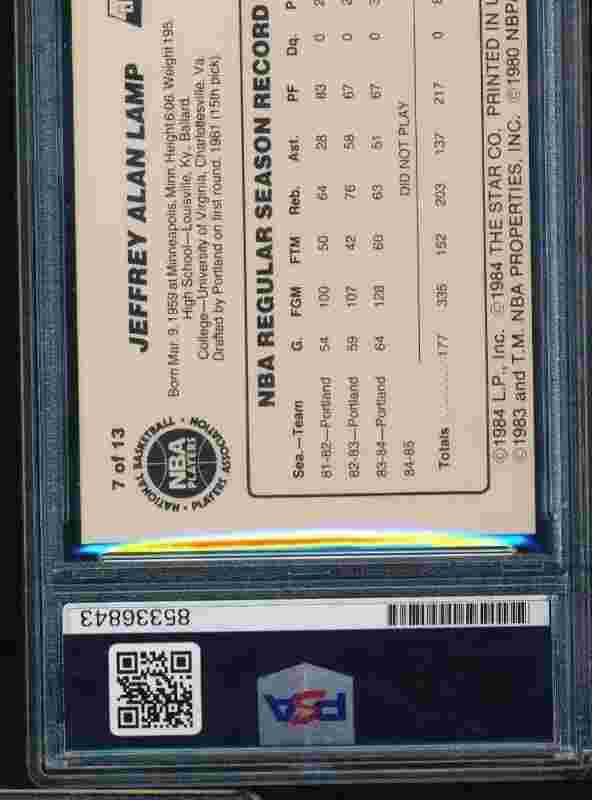 7 of 13
NATIONAL BASKETBALL
NBA
PLAYERS
PLAYERS ASSOCIATION
JEFFREY ALAN LAMP
Born Mar. 9, 1959 at Minneapolis, Minn. Height 6:06. Weight 195.
High School—Louisville, Ky., Ballard.
College—University of Virginia, Charlottesville, Va.
Drafted by Portland on first round, 1981 (15th pick).
NBA REGULAR SEASON RECORD
Sea.—Team G. FGM FTM Reb. Ast. PF Dq.
81-82—Portland 54 100 50 64 28 83 0
82-83—Portland 59 107 42 76 58 67 0
83-84—Portland 64 128 60 63 51 67 0
84-85 DID NOT PLAY
Totals 177 335 152 203 137 217 0
©1984 L.P., Inc. ©1984 THE STAR CO. PRINTED IN
©1983 and T.M. NBA PROPERTIES, INC. ©1980 NBPA
85336843
PSA